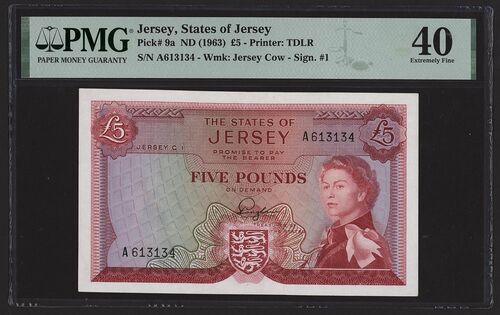 PMG
PAPER MONEY GUARANTY
Jersey, States of Jersey
Pick# 9a ND (1963) £5 - Printer: TDLR
S/N A613134 - Wmk: Jersey Cow - Sign. #1
40
Extremely Fine
£5
THE STATES OF
JERSEY
£5
JERSEY C.I.
PROMISE TO PAY
THE BEARER
A 613134
FIVE POUNDS
ON DEMAND
A 613134